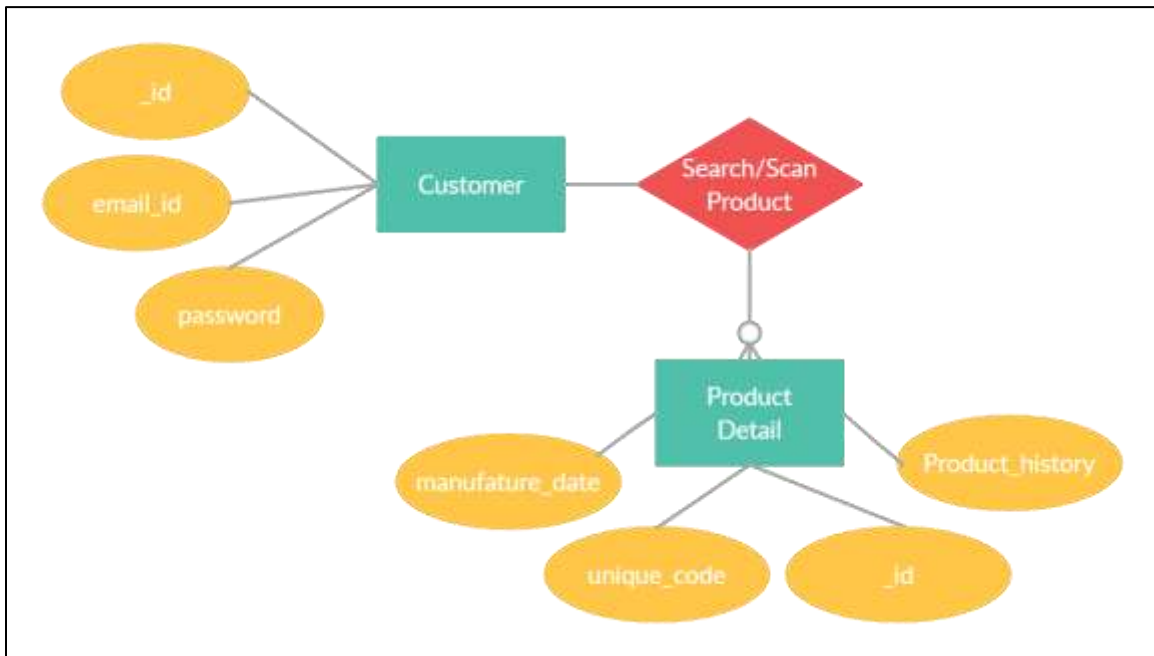 _id
email_id
password
Customer
Search/Scan
Product
Product
Detail
manufature_date
Product_history
unique_code
_id